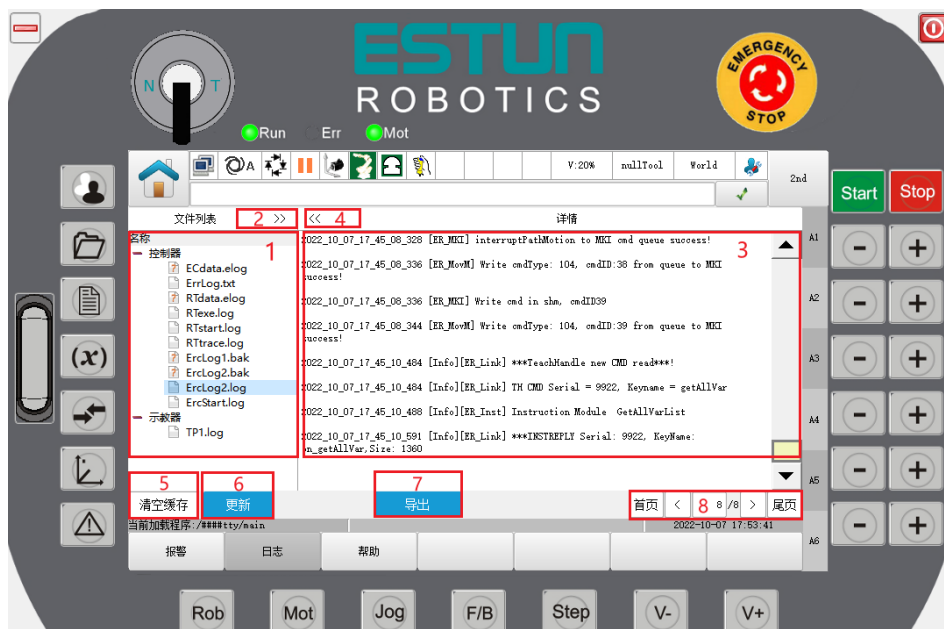 ESTUN
ROBOTICS
N T
EMERGENCY
STOP
Run Err Mot
A V:20% nullTool World 2nd
Start Stop
文件列表 2 >> << 4 详情
名称 1 3
控制器
ECdata.elog
ErrLog.txt
RTdata.elog
RTexe.log
RTstart.log
RTtrace.log
ErcLog1.bak
ErcLog2.bak
ErcLog2.log
ErcStart.log
示教器
TP1.log
2022_10_07_17_45_08_328 [ER_MKI] interruptPathMotion to MKI cmd queue success!
2022_10_07_17_45_08_336 [ER_MovM] Write cmdType: 104, cmdID:38 from queue to MKI
success!
2022_10_07_17_45_08_336 [ER_MKI] Write cmd in shm, cmdID39
2022_10_07_17_45_08_344 [ER_MovM] Write cmdType: 104, cmdID:39 from queue to MKI
success!
2022_10_07_17_45_10_484 [Info][ER_Link] ***TeachHandle new CMD read***!
2022_10_07_17_45_10_484 [Info][ER_Link] TH CMD Serial = 9922, Keyname = getAllVar
2022_10_07_17_45_10_488 [Info][ER_Inst] Instruction Module GetAllVarList
2022_10_07_17_45_10_591 [Info][ER_Link] ***INSTREPLY Serial: 9922, KeyName:
on_getAllVar,Size: 1360
A1
A2
(x) A3
A4
A5
A6
- +
- +
- +
- +
- +
- +
5 6 7
清空缓存 更新 导出 首页 < 8 8 /8 > 尾页
当前加载程序:/####tty/main 2022-10-07 17:53:41
报警 日志 帮助
Rob Mot Jog F/B Step V- V+